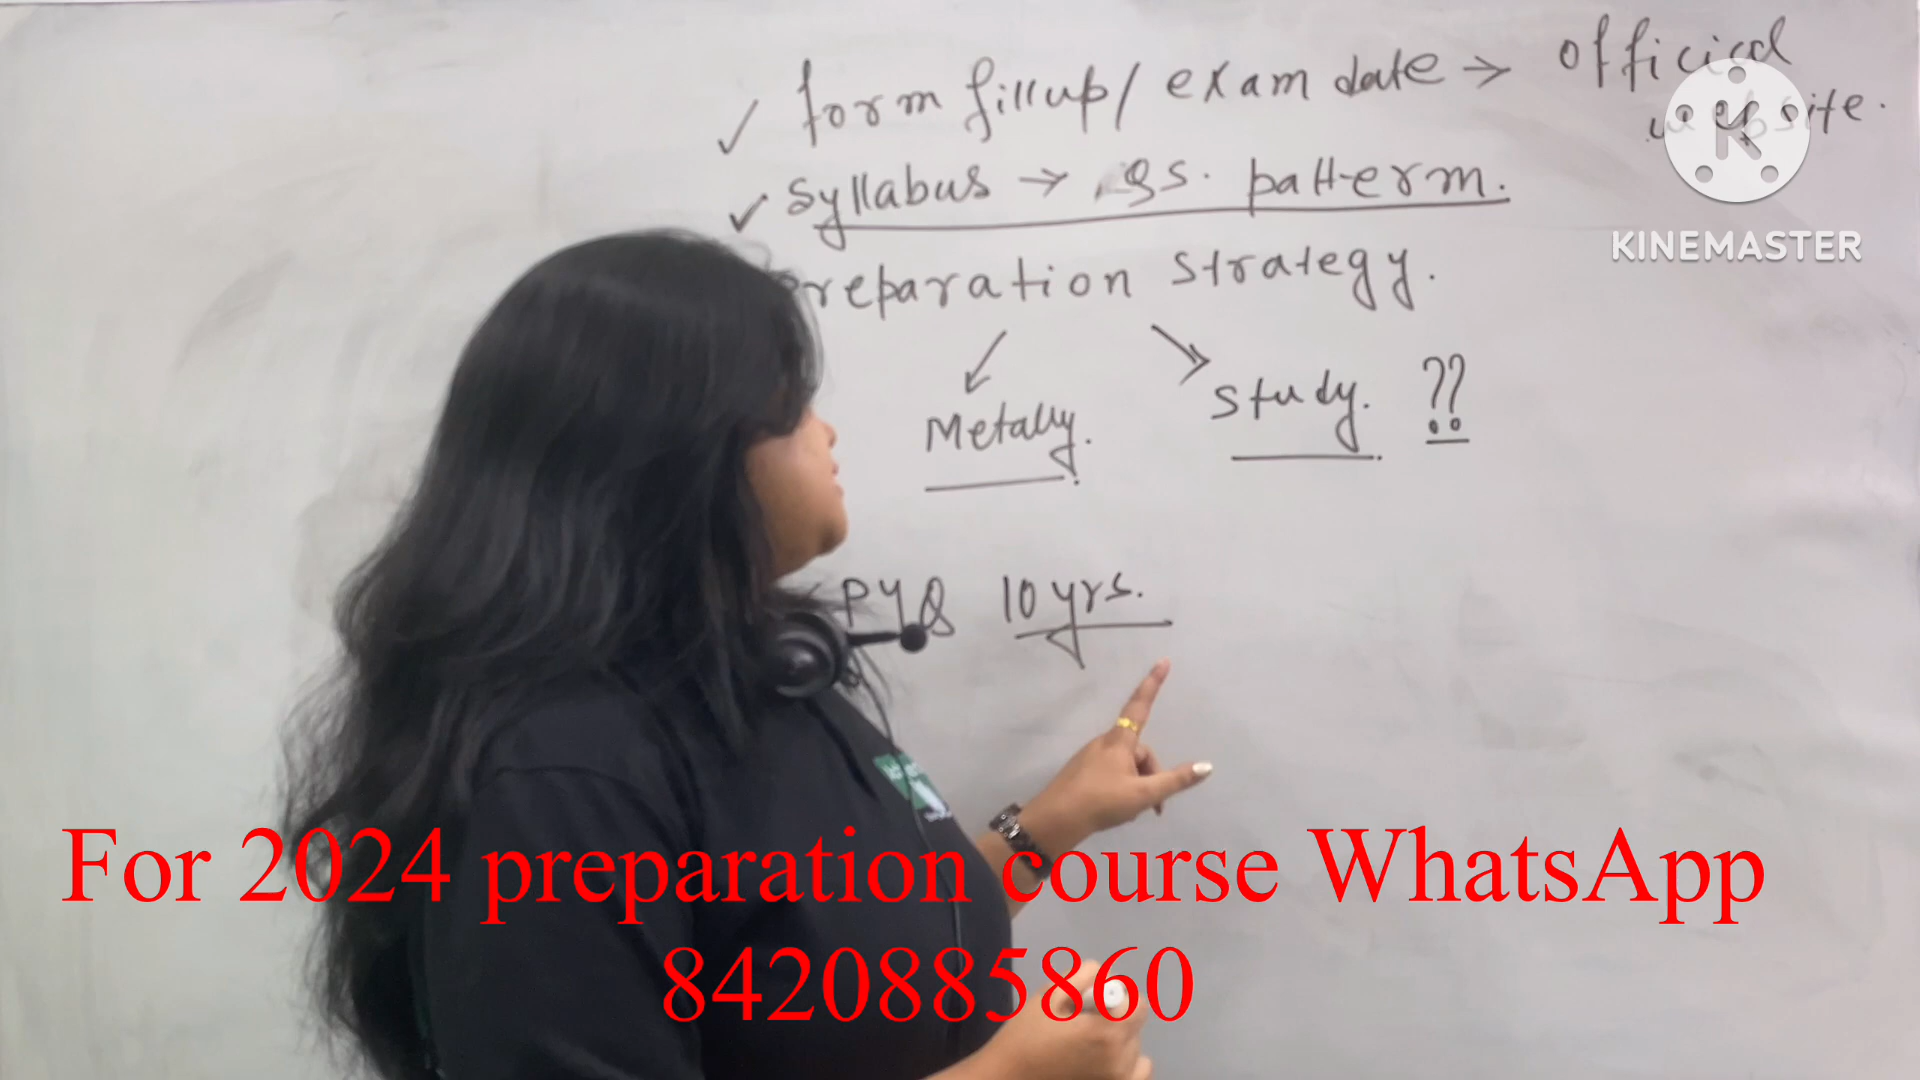 ✓ form fillup/ exam date → official website.
KINEMASTER
✓ syllabus → gs. pattern.
Preparation strategy.
Metally. study. ??
PYQ 10 yrs.
For 2024 preparation course WhatsApp
8420885860